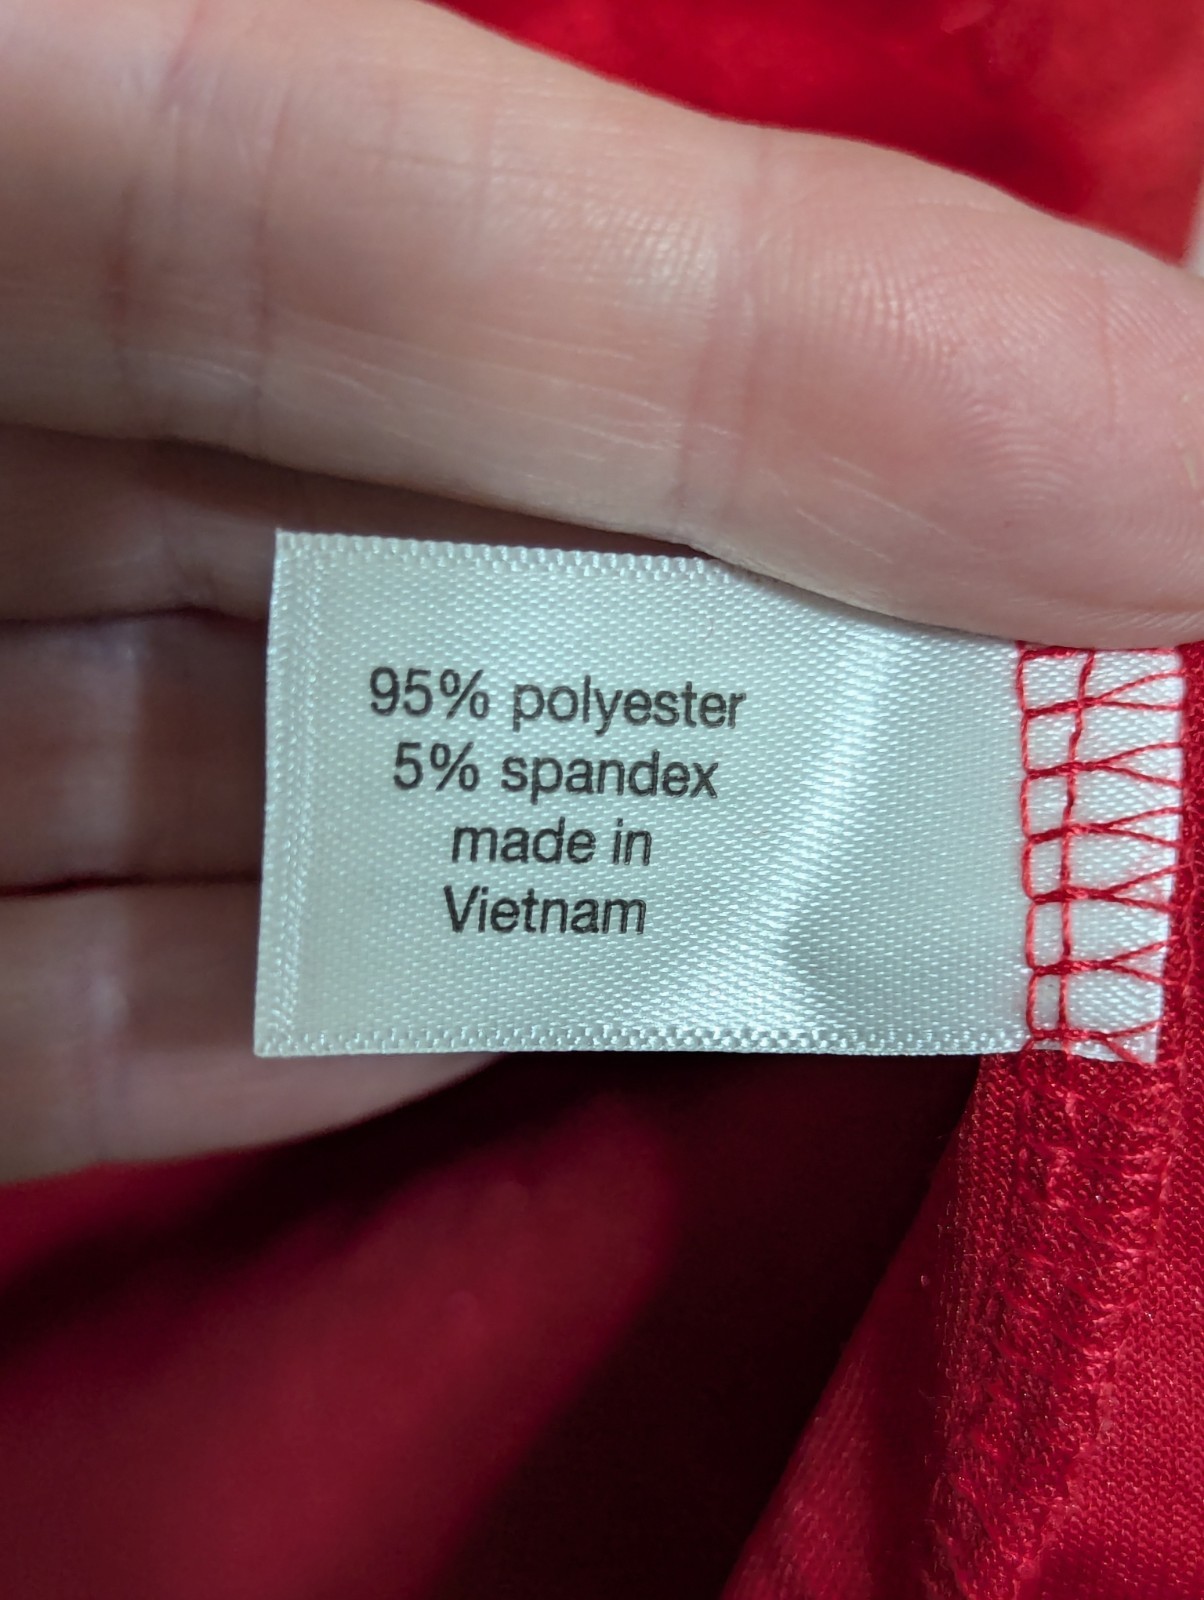 95% polyester
5% spandex
made in
Vietnam